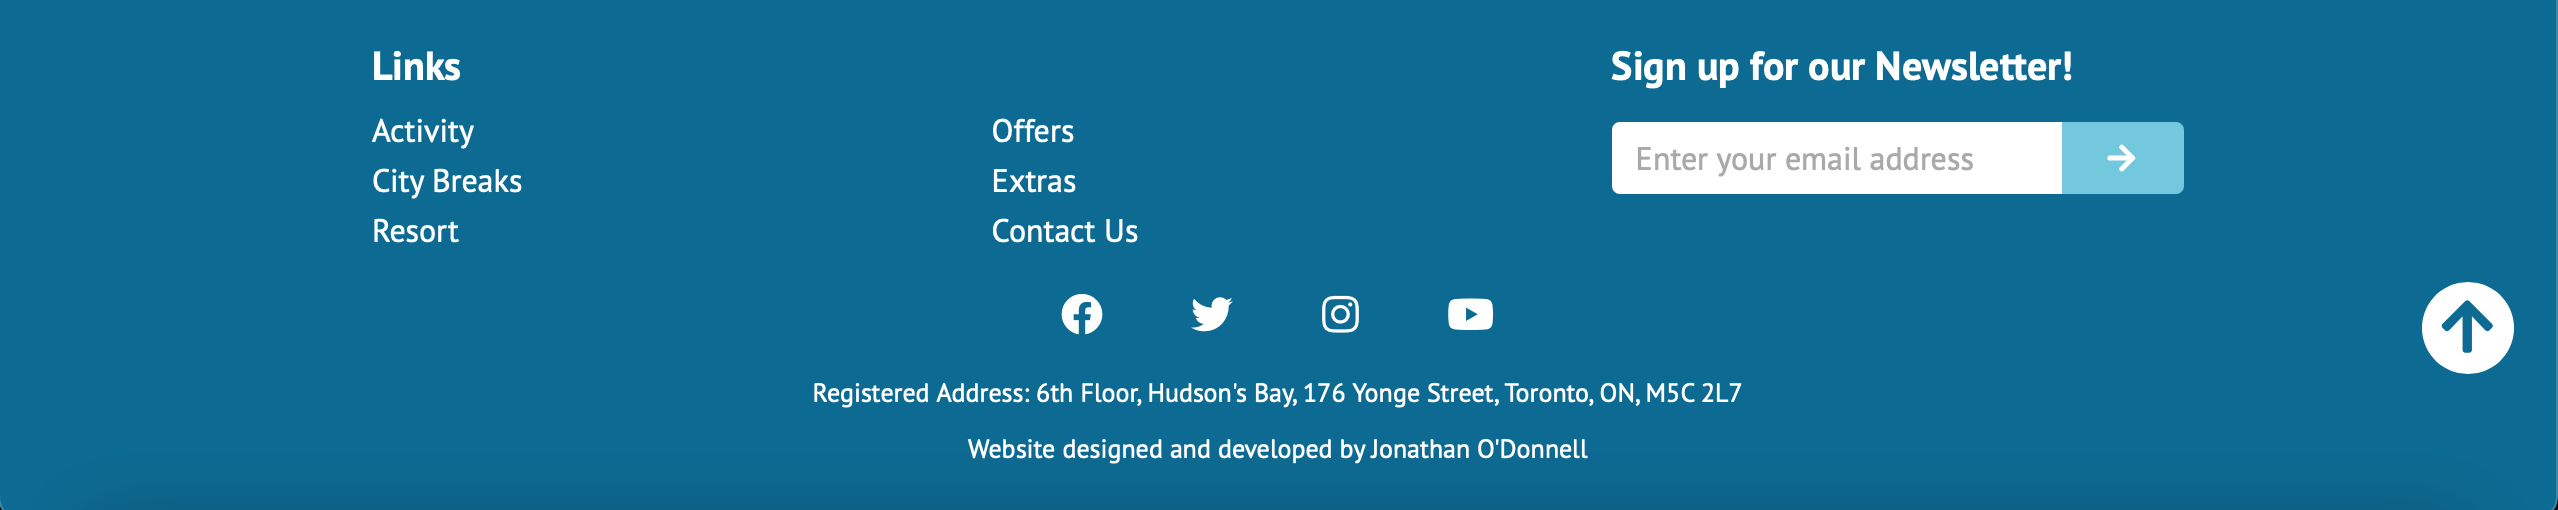 Links
Activity
City Breaks
Resort
Offers
Extras
Contact Us
Sign up for our Newsletter!
Enter your email address
Registered Address: 6th Floor, Hudson's Bay, 176 Yonge Street, Toronto, ON, M5C 2L7
Website designed and developed by Jonathan O'Donnell